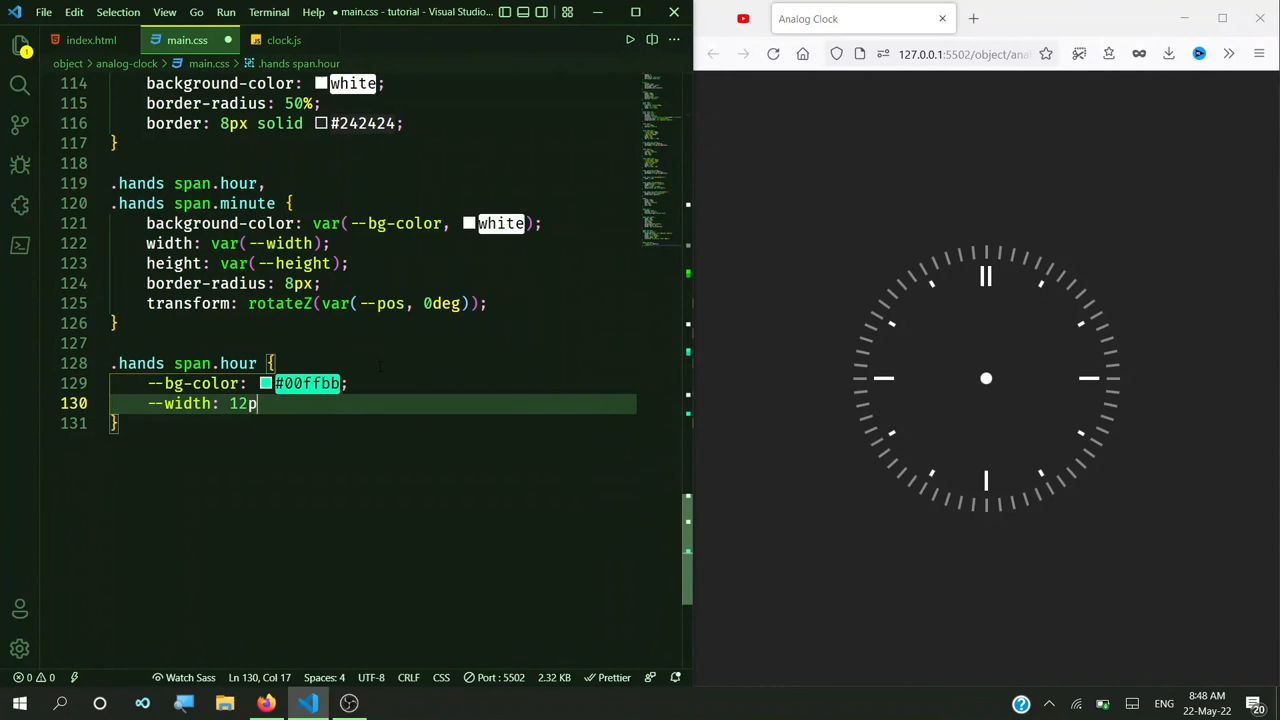 File Edit Selection View Go Run Terminal Help
main.css - tutorial - Visual Studio...
Analog Clock
index.html
main.css
clock.js
127.0.0.1:5502/object/ana
object > analog-clock > main.css > .hands span.hour
1
114 background-color: white;
115 border-radius: 50%;
116 border: 8px solid #242424;
117 }
118
119 .hands span.hour,
120 .hands span.minute {
121 background-color: var(--bg-color, white);
122 width: var(--width);
123 height: var(--height);
124 border-radius: 8px;
125 transform: rotateZ(var(--pos, 0deg));
126 }
127
128 .hands span.hour {
129 --bg-color: #00ffbb;
130 --width: 12p
131 }
0 0 Watch Sass Ln 130, Col 17 Spaces: 4 UTF-8 CRLF CSS Port : 5502 2.32 KB Prettier
ENG
8:48 AM
22-May-22
20